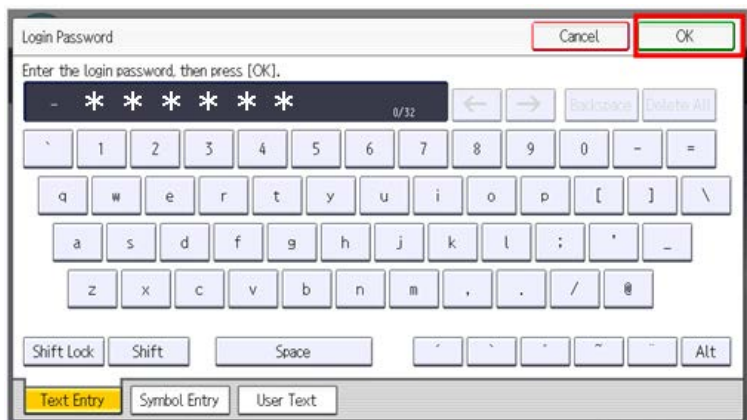 Login Password Cancel OK
Enter the login password, then press [OK].
- ****** 0/32 ← → Backspace Delete All
` 1 2 3 4 5 6 7 8 9 0 - =
q w e r t y u i o p [ ] \
a s d f g h j k l ; ' _
z x c v b n m , . / @
Shift Lock Shift Space ´ ` ˆ ~ ¨ Alt
Text Entry Symbol Entry User Text